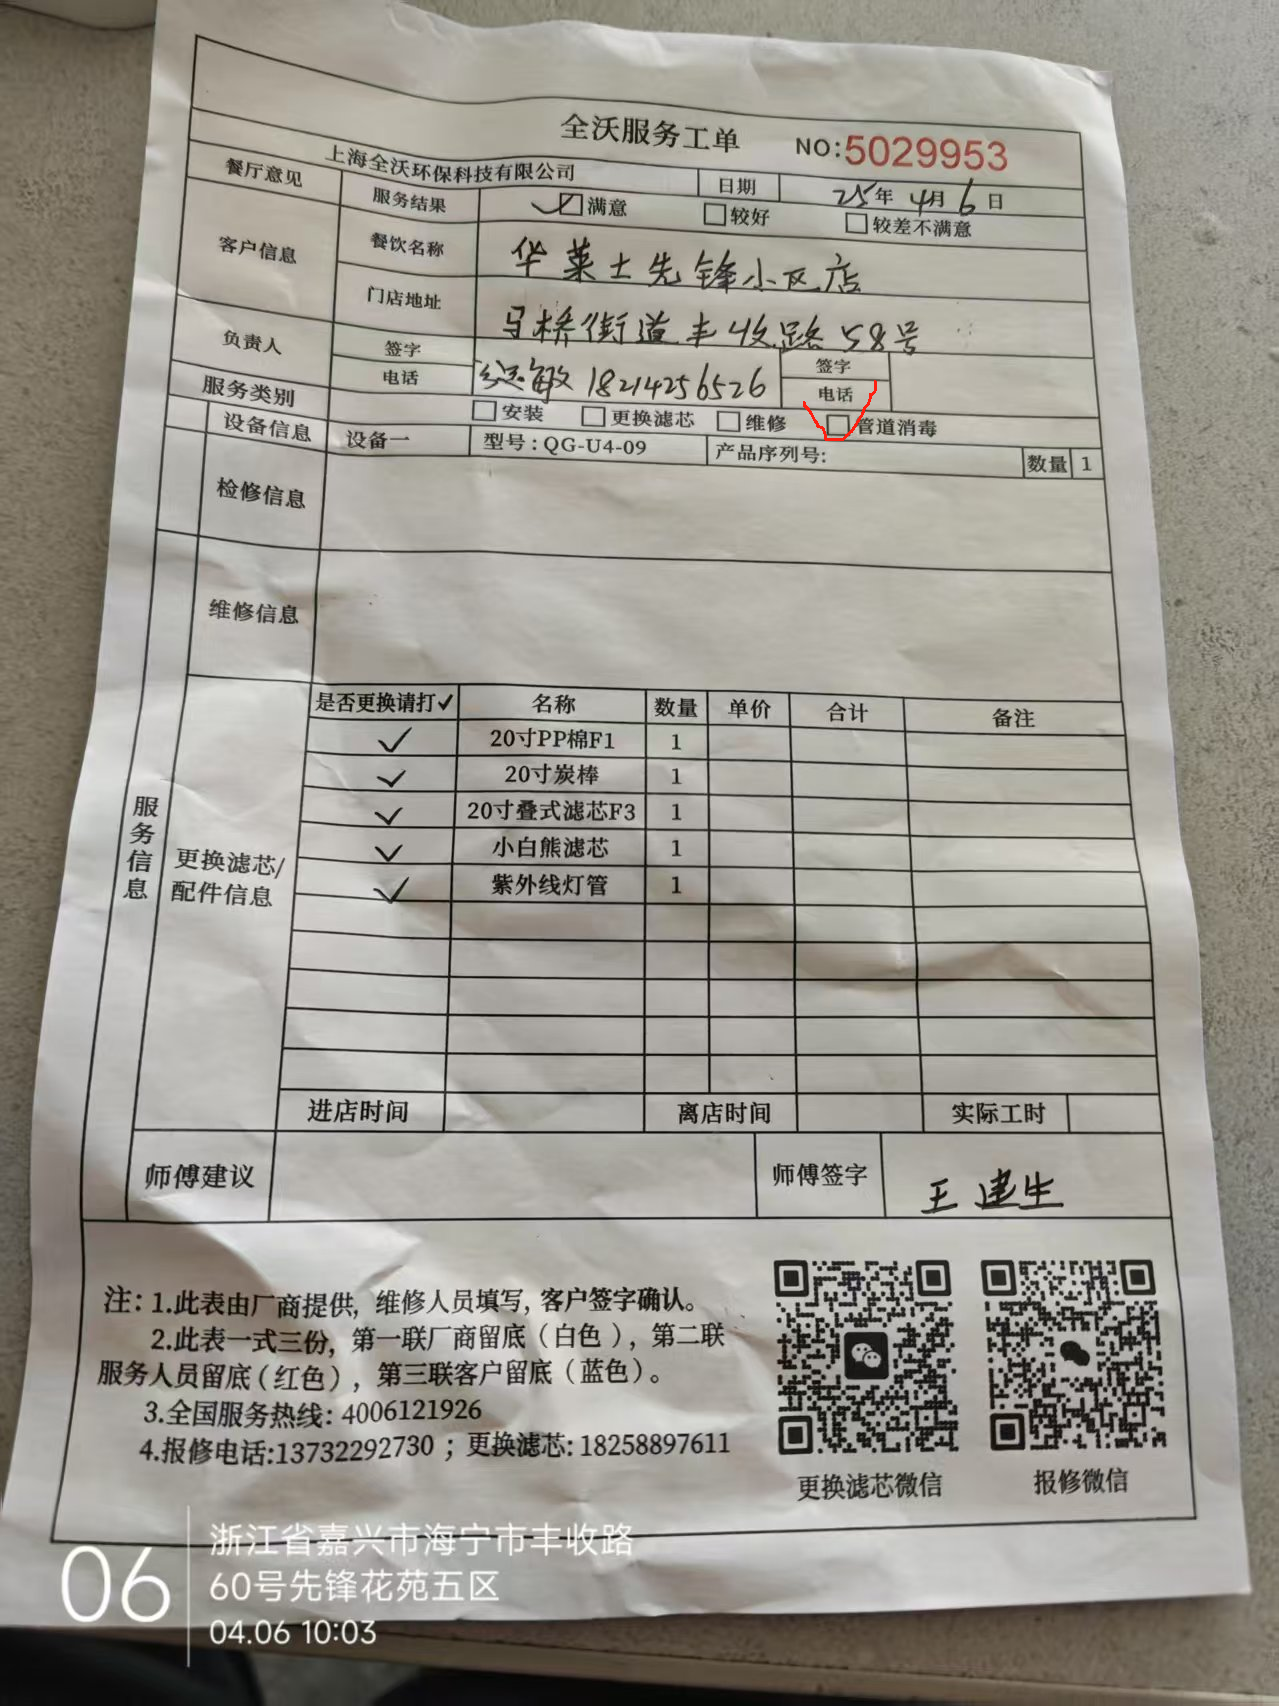 全沃服务工单 NO:5029953
上海全沃环保科技有限公司 日期 25年 4月 6日
餐厅意见 服务结果 满意 较好 较差不满意
客户信息 餐饮名称 华莱士先锋小区店
门店地址 马桥街道丰收路58号
负责人 签字 签字
电话 敏 18214256526 电话
服务类别 安装 更换滤芯 维修 管道消毒
设备信息 设备一 型号:QG-U4-09 产品序列号: 数量 1
检修信息
维修信息
服务信息
更换滤芯/
配件信息
是否更换请打✓ 名称 数量 单价 合计 备注
✓ 20寸PP棉F1 1
✓ 20寸炭棒 1
✓ 20寸叠式滤芯F3 1
✓ 小白熊滤芯 1
✓ 紫外线灯管 1
进店时间 离店时间 实际工时
师傅建议 师傅签字 王建生
注: 1.此表由厂商提供, 维修人员填写, 客户签字确认。
2.此表一式三份, 第一联厂商留底(白色), 第二联
服务人员留底(红色), 第三联客户留底(蓝色)。
3.全国服务热线: 4006121926
4.报修电话:13732292730 ; 更换滤芯: 18258897611
更换滤芯微信 报修微信
06
浙江省嘉兴市海宁市丰收路
60号先锋花苑五区
04.06 10:03